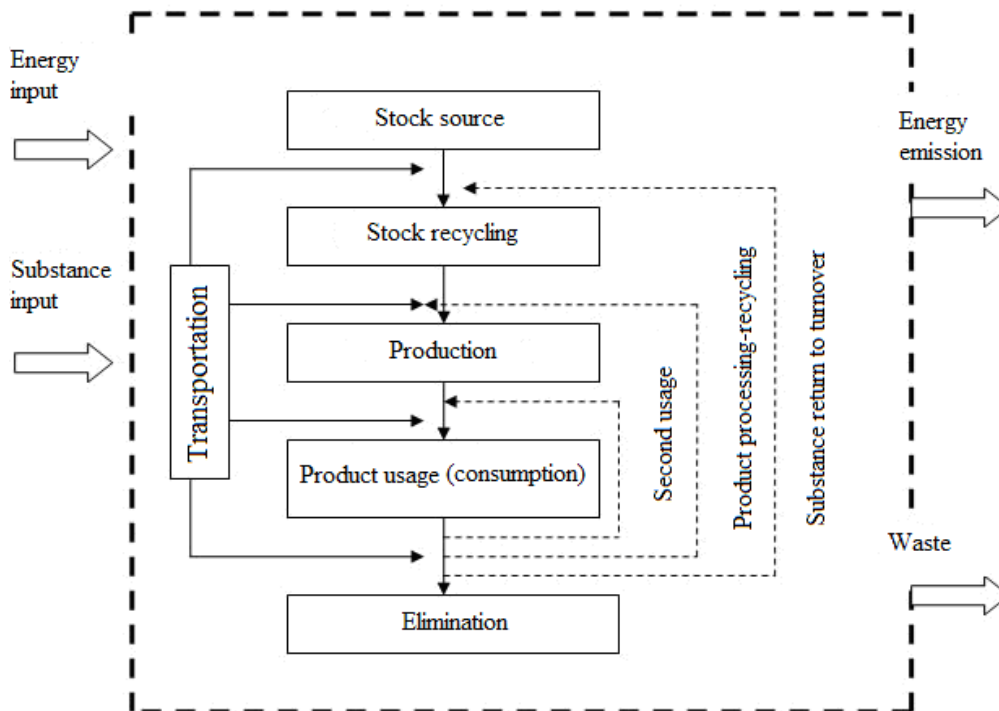 Energy
input
Stock source
Energy
emission
Stock recycling
Substance
input
Transportation
Production
Product usage (consumption)
Second usage
Product processing-recycling
Substance return to turnover
Waste
Elimination